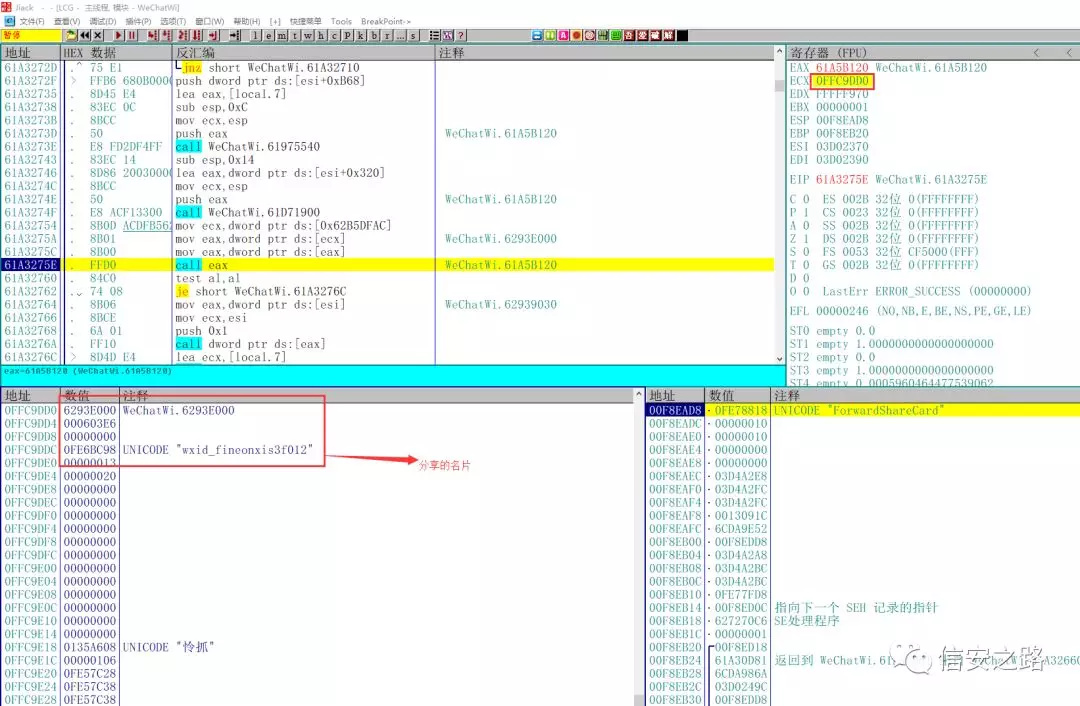 Jiack - - [LCG - 主线程, 模块 - WeChatWi]
文件(F) 查看(V) 调试(D) 插件(P) 选项(T) 窗口(W) 帮助(H) [+] 快捷菜单 Tools BreakPoint->
暂停 l e m t w h c p k b r ... s ?
地址 HEX 数据 反汇编 注释 寄存器 (FPU) < <
61A3272D .^ 75 E1 jnz short WeChatWi.61A32710
61A3272F > FFB6 680B0000 push dword ptr ds:[esi+0xB68]
61A32735 . 8D45 E4 lea eax,[local.7]
61A32738 . 83EC 0C sub esp,0xC
61A3273B . 8BCC mov ecx,esp
61A3273D . 50 push eax WeChatWi.61A5B120
61A3273E . E8 FD2DF4FF call WeChatWi.61975540
61A32743 . 83EC 14 sub esp,0x14
61A32746 . 8D86 20030000 lea eax,dword ptr ds:[esi+0x320]
61A3274C . 8BCC mov ecx,esp
61A3274E . 50 push eax WeChatWi.61A5B120
61A3274F . E8 ACF13300 call WeChatWi.61D71900
61A32754 . 8B0D ACDFB562 mov ecx,dword ptr ds:[0x62B5DFAC]
61A3275A . 8B01 mov eax,dword ptr ds:[ecx] WeChatWi.6293E000
61A3275C . 8B00 mov eax,dword ptr ds:[eax]
61A3275E . FFD0 call eax WeChatWi.61A5B120
61A32760 . 84C0 test al,al
61A32762 . 74 08 je short WeChatWi.61A3276C
61A32764 . 8B06 mov eax,dword ptr ds:[esi] WeChatWi.62939030
61A32766 . 8BCE mov ecx,esi
61A32768 . 6A 01 push 0x1
61A3276A . FF10 call dword ptr ds:[eax]
61A3276C > 8D4D E4 lea ecx,[local.7]
eax=61A5B120 (WeChatWi.61A5B120)
EAX 61A5B120 WeChatWi.61A5B120
ECX 0FFC9DD0
EDX FFFFF970
EBX 00000001
ESP 00F8EAD8
EBP 00F8EB20
ESI 03D02370
EDI 03D02390
EIP 61A3275E WeChatWi.61A3275E
C 0 ES 002B 32位 0(FFFFFFFF)
P 1 CS 0023 32位 0(FFFFFFFF)
A 0 SS 002B 32位 0(FFFFFFFF)
Z 1 DS 002B 32位 0(FFFFFFFF)
S 0 FS 0053 32位 CF5000(FFF)
T 0 GS 002B 32位 0(FFFFFFFF)
D 0
O 0 LastErr ERROR_SUCCESS (00000000)
EFL 00000246 (NO,NB,E,BE,NS,PE,GE,LE)
ST0 empty 0.0
ST1 empty 1.0000000000000000000
ST2 empty 0.0
ST3 empty 1.0000000000000000000
ST4 empty 0.0005960464477539062
地址 数值 注释
0FFC9DD0 6293E000 WeChatWi.6293E000
0FFC9DD4 000603E6
0FFC9DD8 00000000
0FFC9DDC 0FE6BC98 UNICODE "wxid_fineonxis3f012"
0FFC9DE0 00000013
分享的名片
0FFC9DE4 00000020
0FFC9DE8 00000000
0FFC9DEC 00000000
0FFC9DF0 00000000
0FFC9DF4 00000000
0FFC9DF8 00000000
0FFC9DFC 00000000
0FFC9E00 00000000
0FFC9E04 00000000
0FFC9E08 00000000
0FFC9E0C 00000000
0FFC9E10 00000000
0FFC9E14 00000000
0FFC9E18 0135A608 UNICODE "怜抓"
0FFC9E1C 00000106
0FFC9E20 0FE57C28
0FFC9E24 0FE57C38
0FFC9E28 0FE57C38
地址 数值 注释
00F8EAD8 0FE78818 UNICODE "ForwardShareCard"
00F8EADC 00000010
00F8EAE0 00000010
00F8EAE4 00000000
00F8EAE8 00000000
00F8EAEC 03D4A2E8
00F8EAF0 03D4A2FC
00F8EAF4 03D4A2FC
00F8EAF8 0013091C
00F8EAFC 6CDA9E52
00F8EB00 00F8EDD8
00F8EB04 03D4A2A8
00F8EB08 03D4A2BC
00F8EB0C 03D4A2BC
00F8EB10 0FE77FD8
00F8EB14 00F8ED0C 指向下一个 SEH 记录的指针
00F8EB18 627270C6 SE处理程序
00F8EB1C 00000001
00F8EB20 00F8ED18
00F8EB24 61A30D81 返回到
00F8EB28 6CDA986A
00F8EB2C 03D0249C
00F8EB30 00F8EB00
信安之路